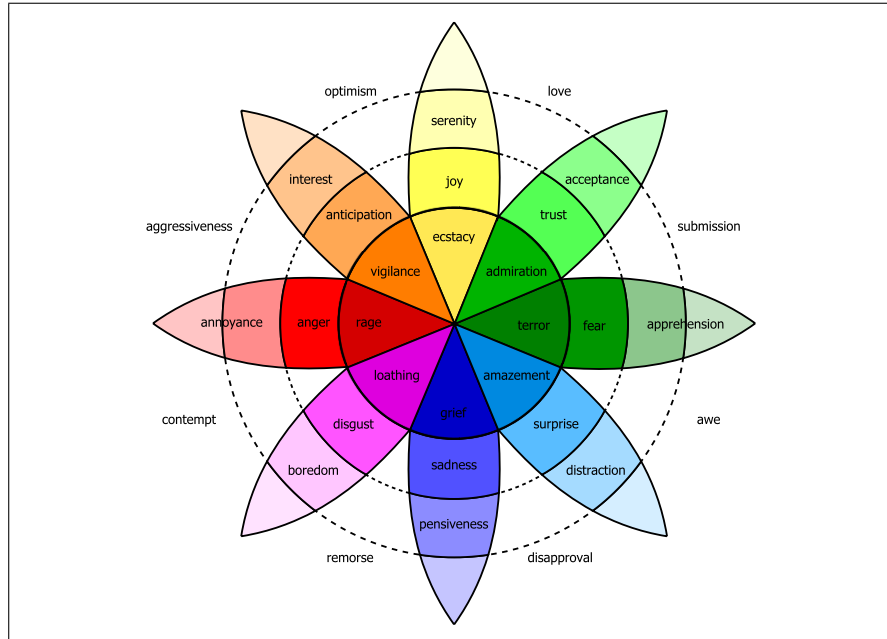 optimism
love
serenity
interest
acceptance
joy
anticipation
trust
aggressiveness
submission
ecstacy
vigilance
admiration
annoyance
anger
rage
terror
fear
apprehension
loathing
amazement
contempt
grief
awe
disgust
surprise
boredom
sadness
distraction
pensiveness
remorse
disapproval